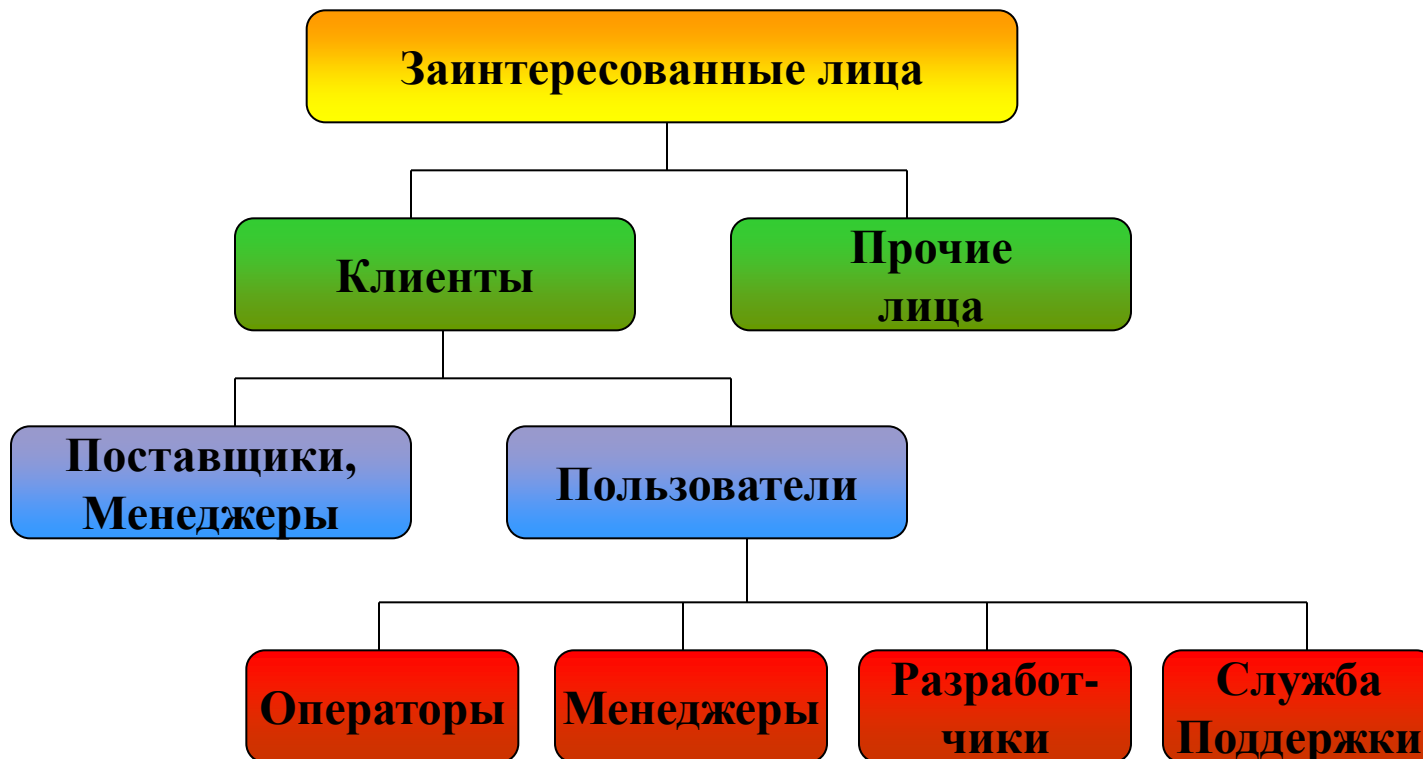 Заинтересованные лица
Клиенты
Прочие
лица
Поставщики,
Менеджеры
Пользователи
Операторы
Менеджеры
Разработ-
чики
Служба
Поддержки